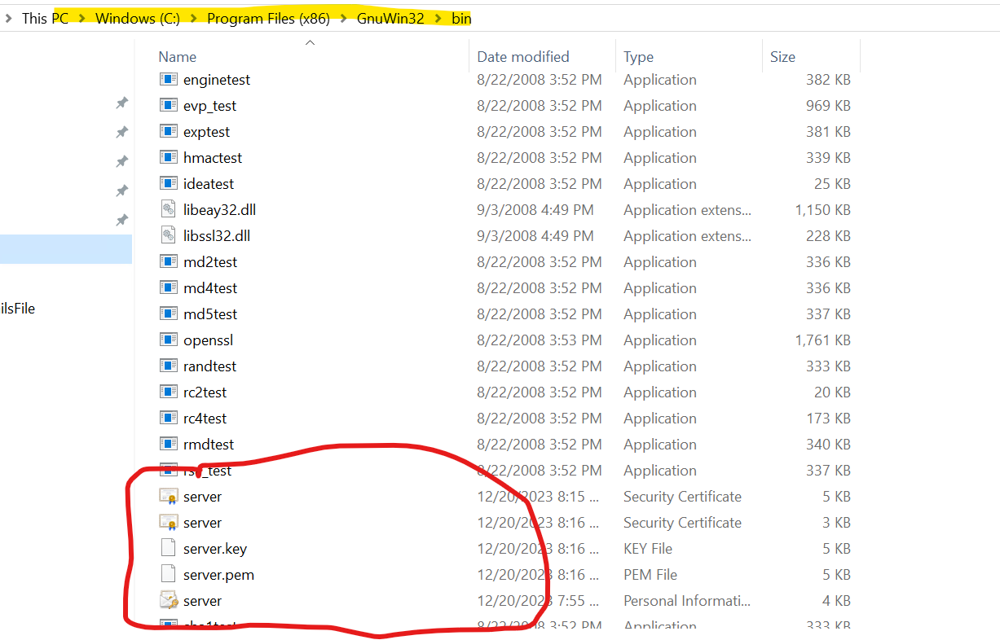 This PC > Windows (C:) > Program Files (x86) > GnuWin32 > bin
Name Date modified Type Size
enginetest 8/22/2008 3:52 PM Application 382 KB
evp_test 8/22/2008 3:52 PM Application 969 KB
exptest 8/22/2008 3:52 PM Application 381 KB
hmactest 8/22/2008 3:52 PM Application 339 KB
ideatest 8/22/2008 3:52 PM Application 25 KB
libeay32.dll 9/3/2008 4:49 PM Application extens... 1,150 KB
libssl32.dll 9/3/2008 4:49 PM Application extens... 228 KB
md2test 8/22/2008 3:52 PM Application 336 KB
md4test 8/22/2008 3:52 PM Application 336 KB
ilsFile
md5test 8/22/2008 3:52 PM Application 337 KB
openssl 8/22/2008 3:53 PM Application 1,761 KB
randtest 8/22/2008 3:52 PM Application 333 KB
rc2test 8/22/2008 3:52 PM Application 20 KB
rc4test 8/22/2008 3:52 PM Application 173 KB
rmdtest 8/22/2008 3:52 PM Application 340 KB
rsa_test 8/22/2008 3:52 PM Application 337 KB
server 12/20/2023 8:15 ... Security Certificate 5 KB
server 12/20/2023 8:16 ... Security Certificate 3 KB
server.key 12/20/2023 8:16 ... KEY File 5 KB
server.pem 12/20/2023 8:16 ... PEM File 5 KB
server 12/20/2023 7:55 ... Personal Informati... 4 KB
sha1test 8/22/2008 3:52 PM Application 333 KB